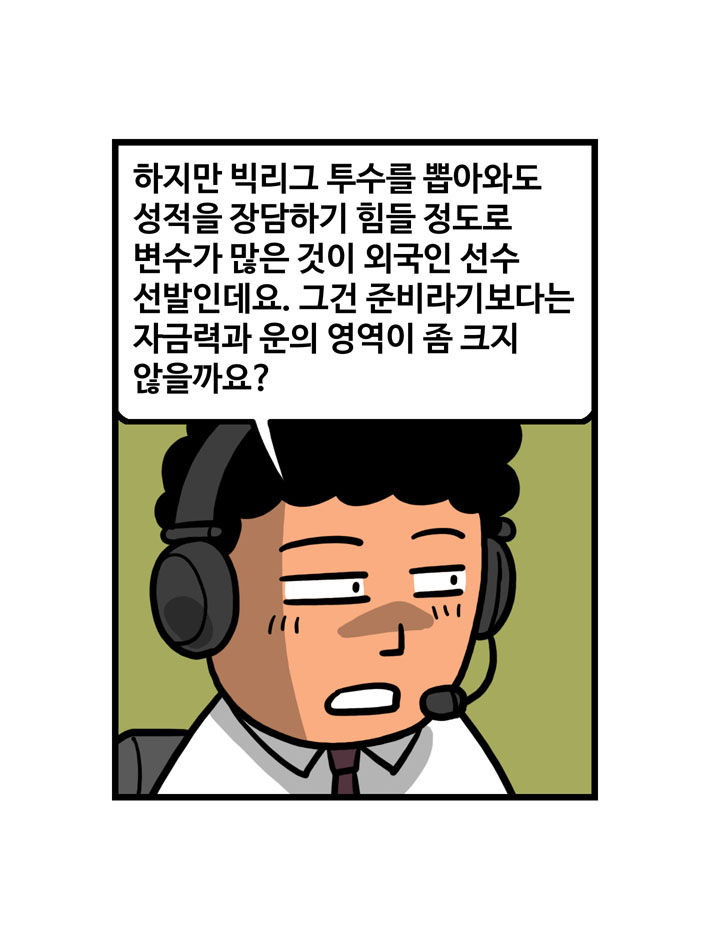 하지만 빅리그 투수를 뽑아와도
성적을 장담하기 힘들 정도로
변수가 많은 것이 외국인 선수
선발인데요. 그건 준비라기보다는
자금력과 운의 영역이 좀 크지
않을까요?